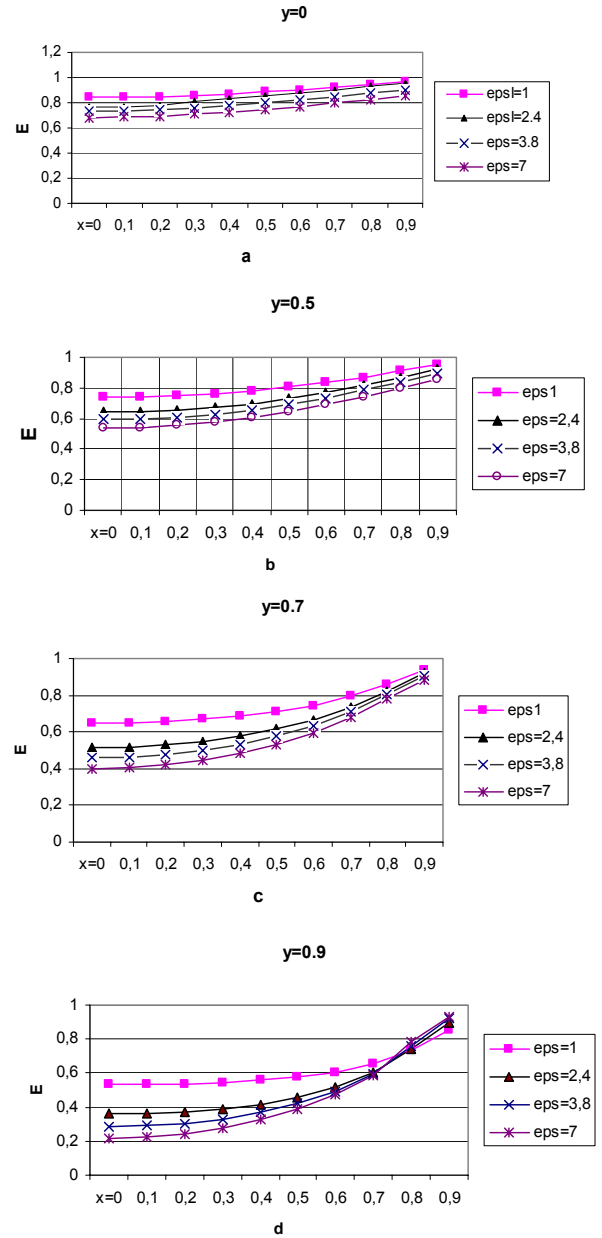 y=0
1,2
1
0,8
0,6
0,4
0,2
0
E
x=0 0,1 0,2 0,3 0,4 0,5 0,6 0,7 0,8 0,9
epsl=1
epsl=2.4
eps=3.8
eps=7
a
y=0.5
1
0,8
0,6
0,4
0,2
0
E
x=0 0,1 0,2 0,3 0,4 0,5 0,6 0,7 0,8 0,9
eps1
eps=2,4
eps=3,8
eps=7
b
y=0.7
1
0,8
0,6
0,4
0,2
0
E
x=0 0,1 0,2 0,3 0,4 0,5 0,6 0,7 0,8 0,9
eps1
eps=2,4
eps=3,8
eps=7
c
y=0.9
1
0,8
0,6
0,4
0,2
0
E
x=0 0,1 0,2 0,3 0,4 0,5 0,6 0,7 0,8 0,9
eps=1
eps=2,4
eps=3,8
eps=7
d